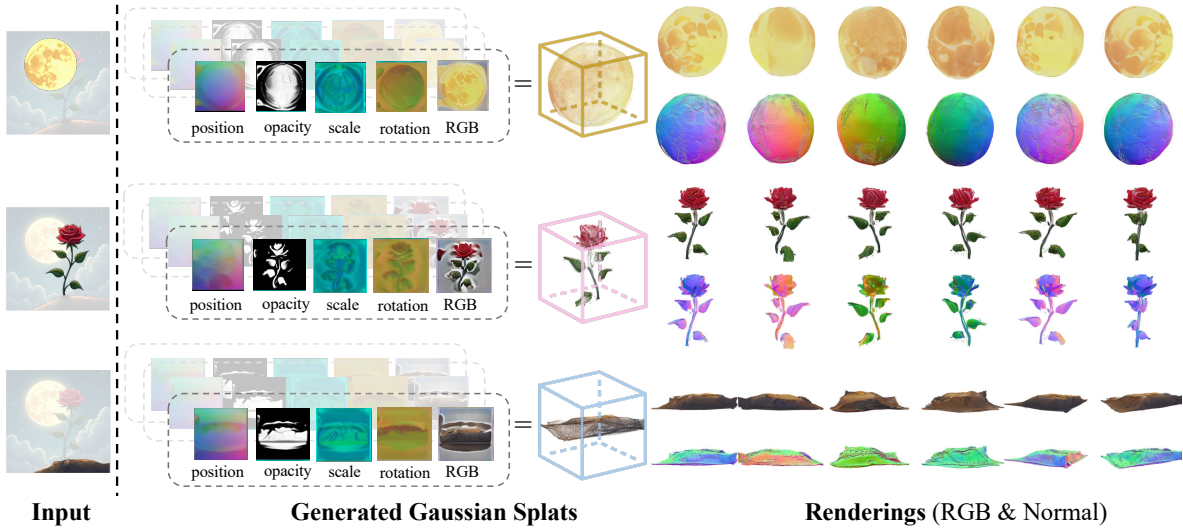 position opacity scale rotation RGB
=
position opacity scale rotation RGB
=
position opacity scale rotation RGB
=
Input Generated Gaussian Splats Renderings (RGB & Normal)